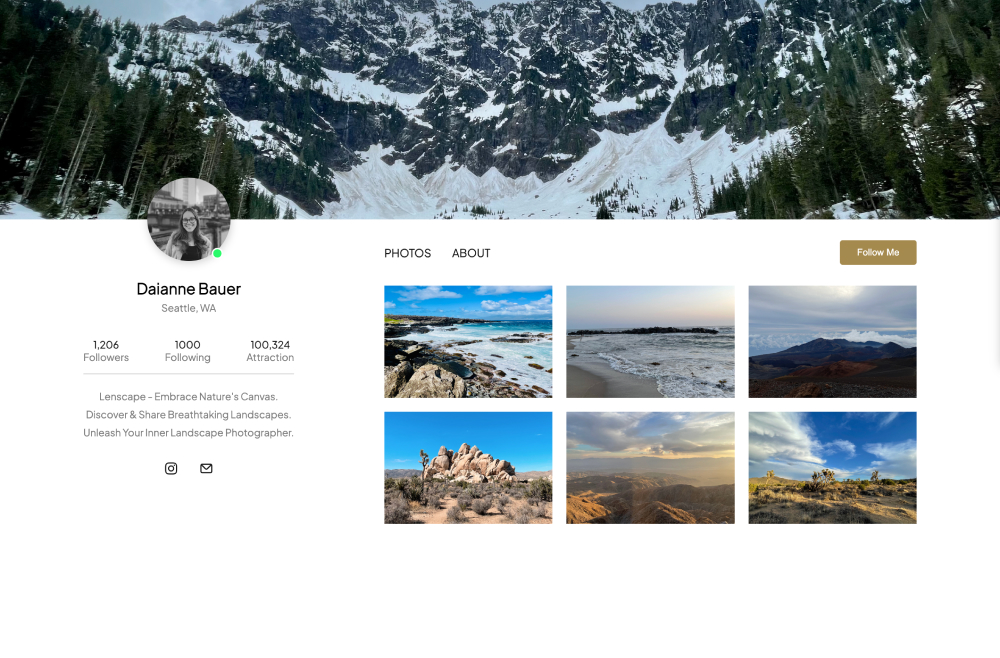 PHOTOS ABOUT
Follow Me
Daianne Bauer
Seattle, WA
1,206 1000 100,324
Followers Following Attraction
Lenscape - Embrace Nature's Canvas.
Discover & Share Breathtaking Landscapes.
Unleash Your Inner Landscape Photographer.